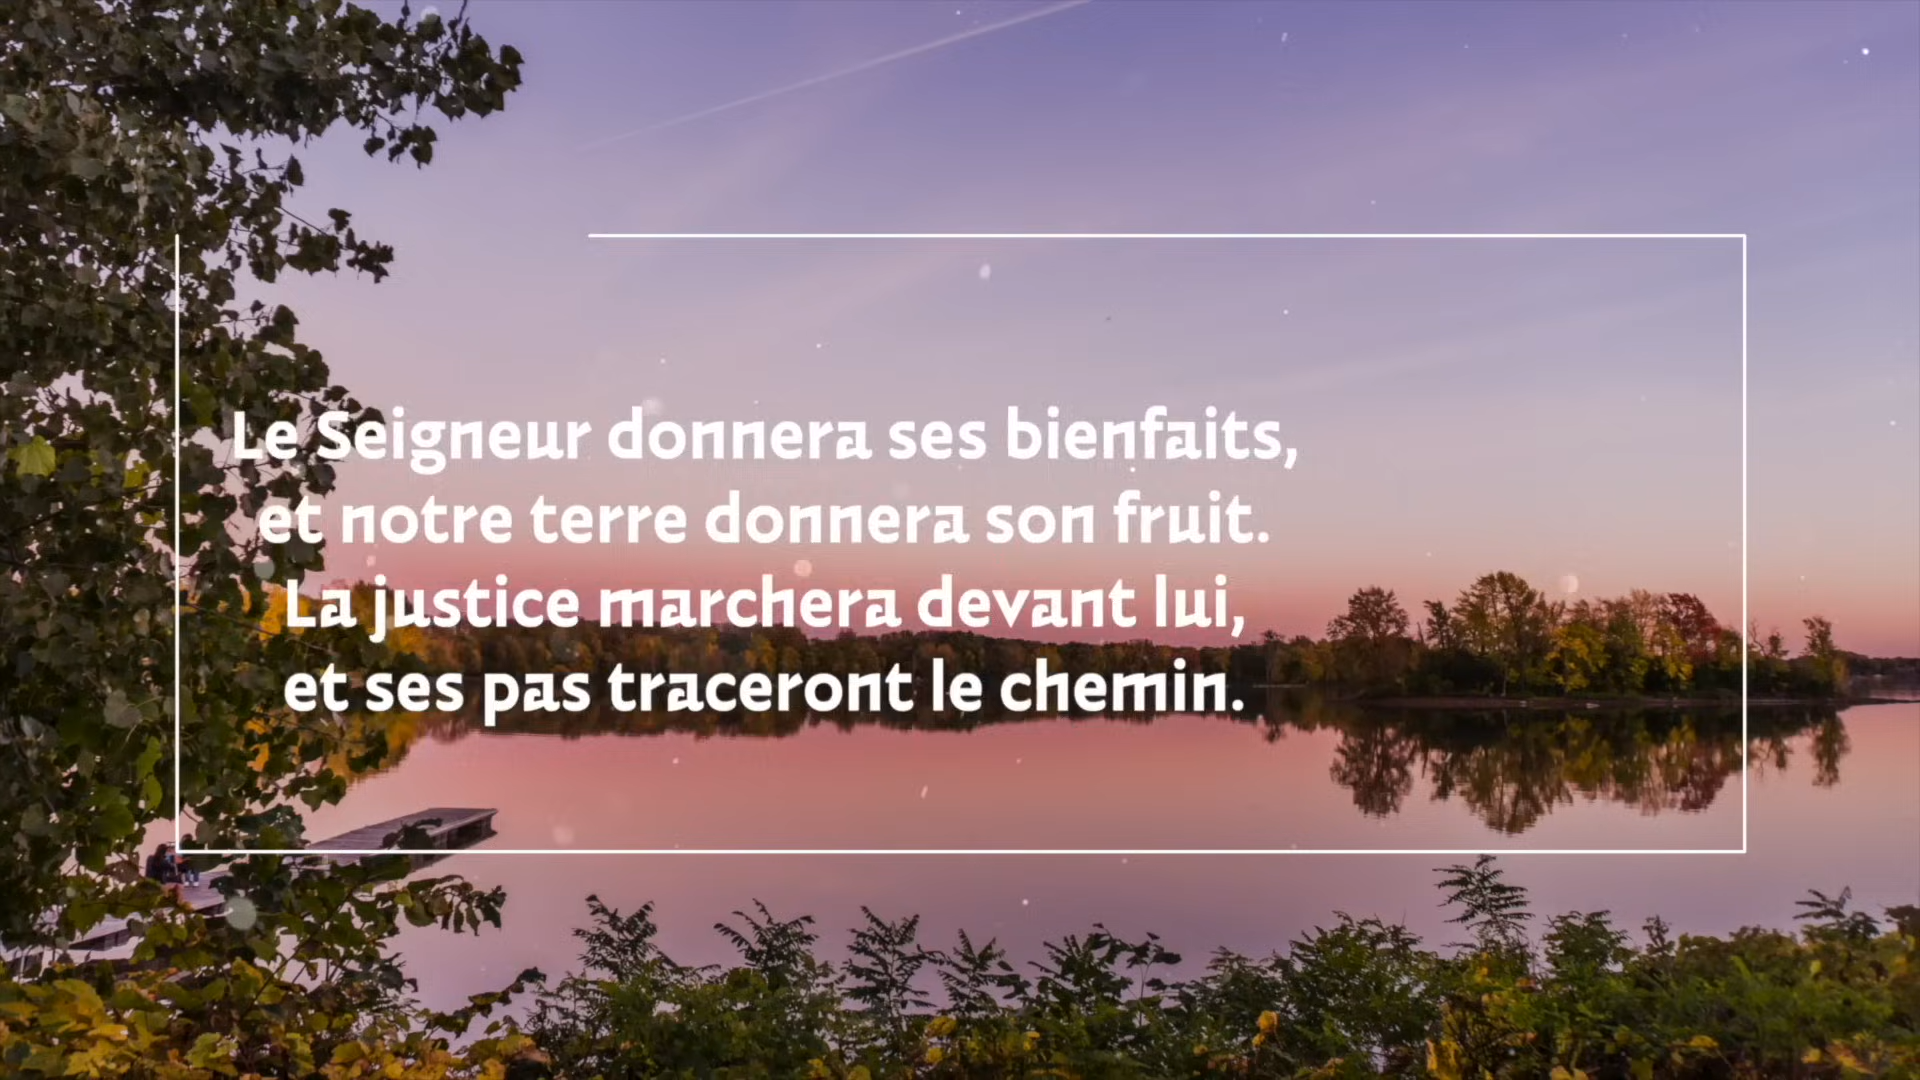 Le Seigneur donnera ses bienfaits,
et notre terre donnera son fruit.
La justice marchera devant lui,
et ses pas traceront le chemin.